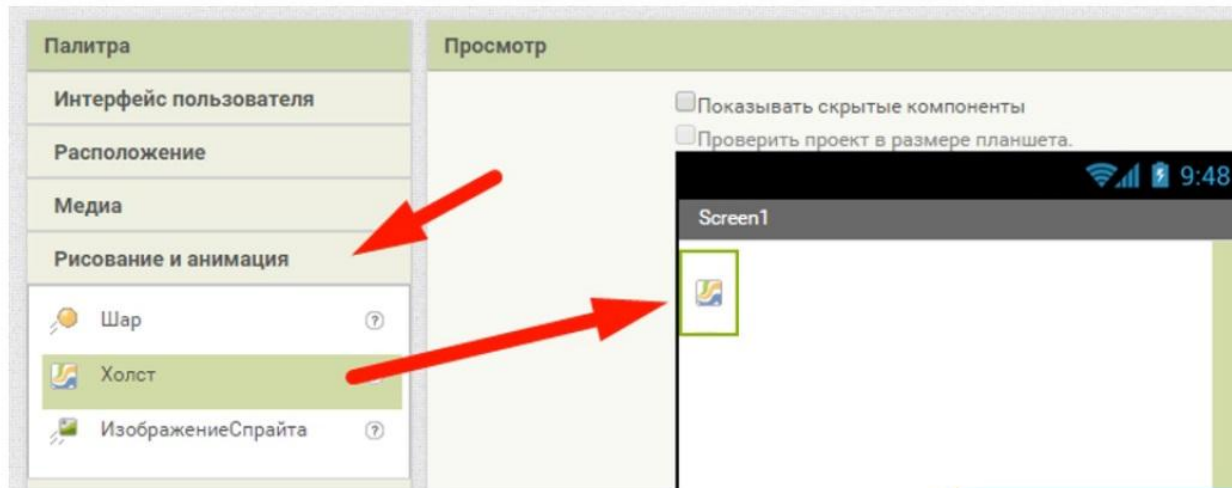 Палитра
Интерфейс пользователя
Расположение
Медиа
Рисование и анимация
Шар
Холст
ИзображениеСпрайта
Просмотр
Показывать скрытые компоненты
Проверить проект в размере планшета.
9:48
Screen1